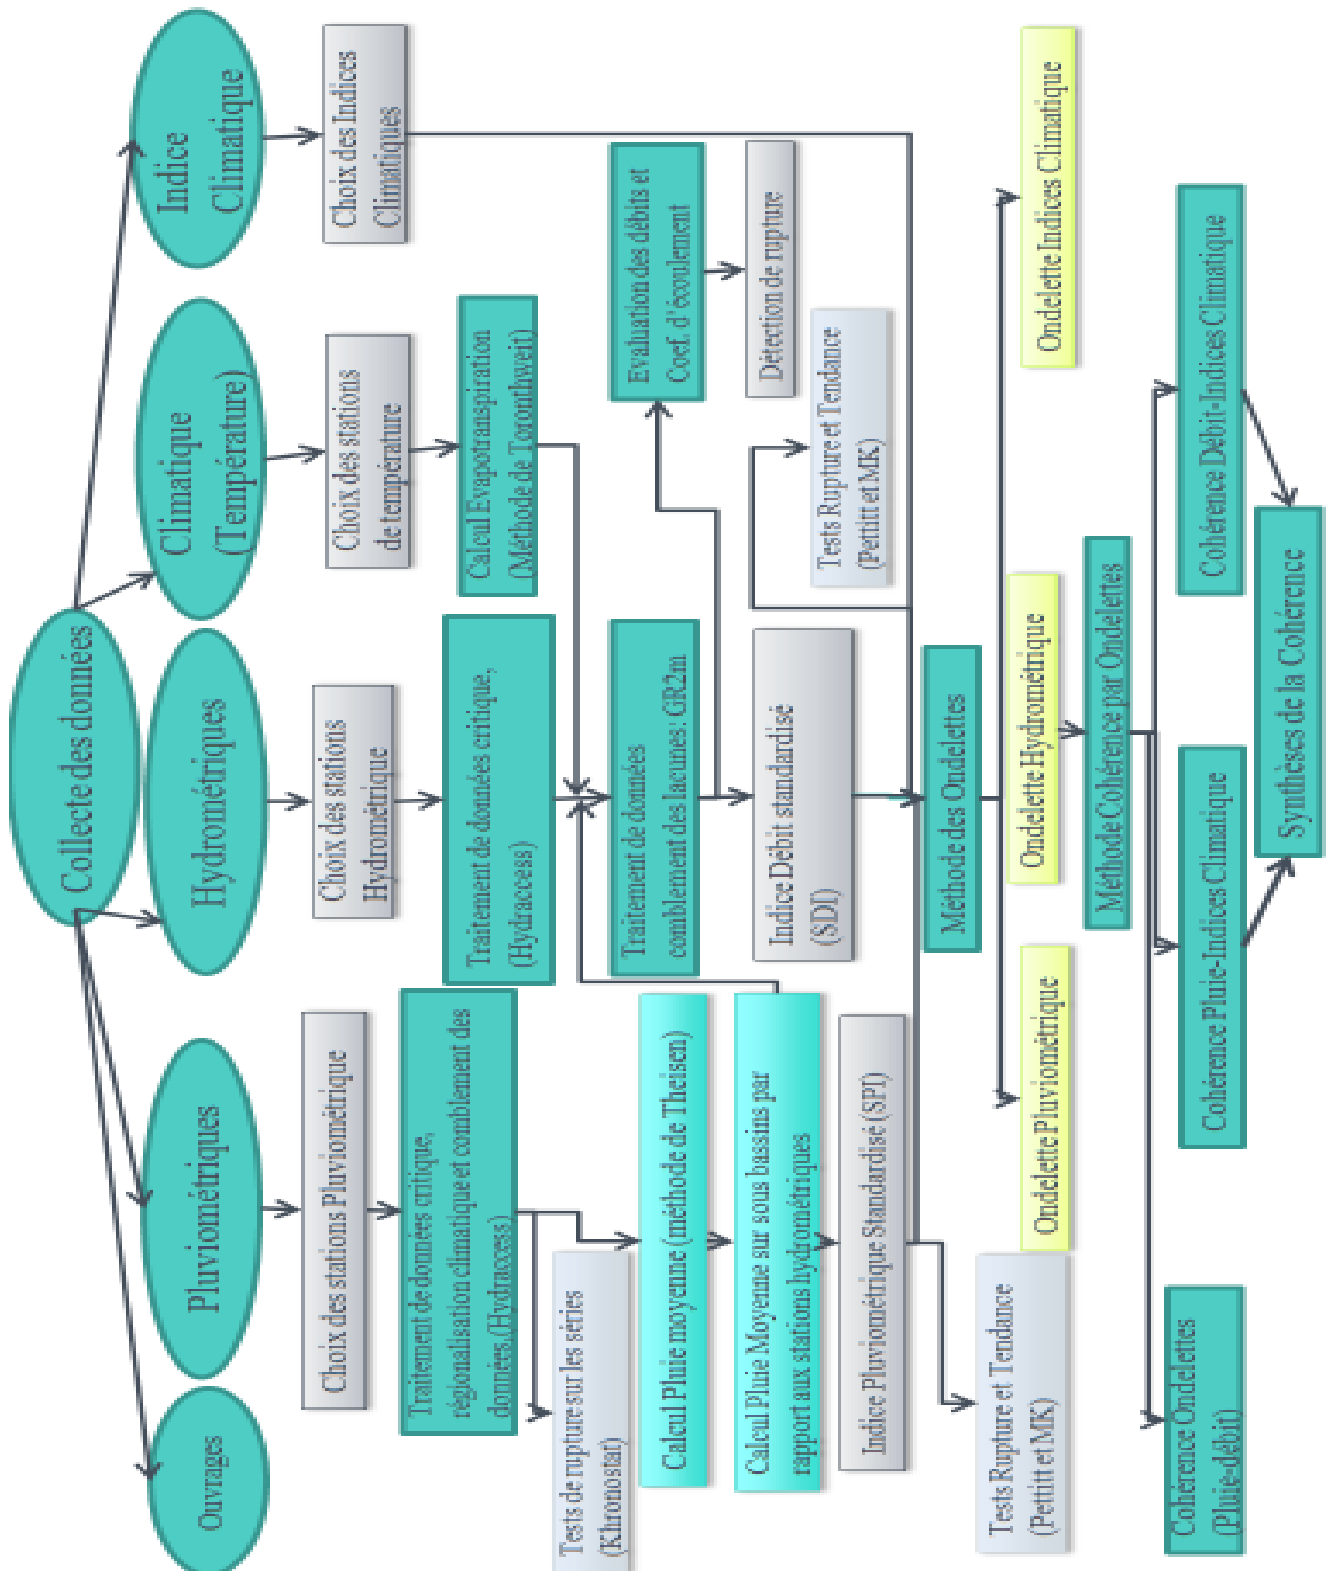 Collecte des données
Ouvrages
Pluviométriques
Hydrométriques
Climatique
(Température)
Indice
Climatique
Choix des stations Pluviométrique
Choix des stations
Hydrométrique
Choix des stations
de température
Choix des Indices
Climatiques
Traitement de données critique,
régionalisation climatique et comblement des
données,(Hydraccess)
Traitement de données critique,
(Hydraccess)
Calcul Evapotranspiration
(Méthode de Toronthweit)
Tests de rupture sur les séries
(Khronostat)
Calcul Pluie moyenne (méthode de Theisen)
Traitement de données
comblement des lacunes : GR2m
Evaluation des débits et
Coef. d'écoulement
Calcul Pluie Moyenne sur sous bassins par
rapport aux stations hydrométriques
Indice Débit standardisé
(SDI)
Détection de rupture
Indice Pluviométrique Standardisé (SPI)
Tests Rupture et Tendance
(Pettitt et MK)
Méthode des Ondelettes
Tests Rupture et Tendance
(Pettitt et MK)
Ondelette Pluviométrique
Ondelette Hydrométrique
Ondelette Indices Climatique
Méthode Cohérence par Ondelettes
Cohérence Ondelettes
(Pluie-débit)
Cohérence Pluie-Indices Climatique
Cohérence Débit-Indices Climatique
Synthèses de la Cohérence